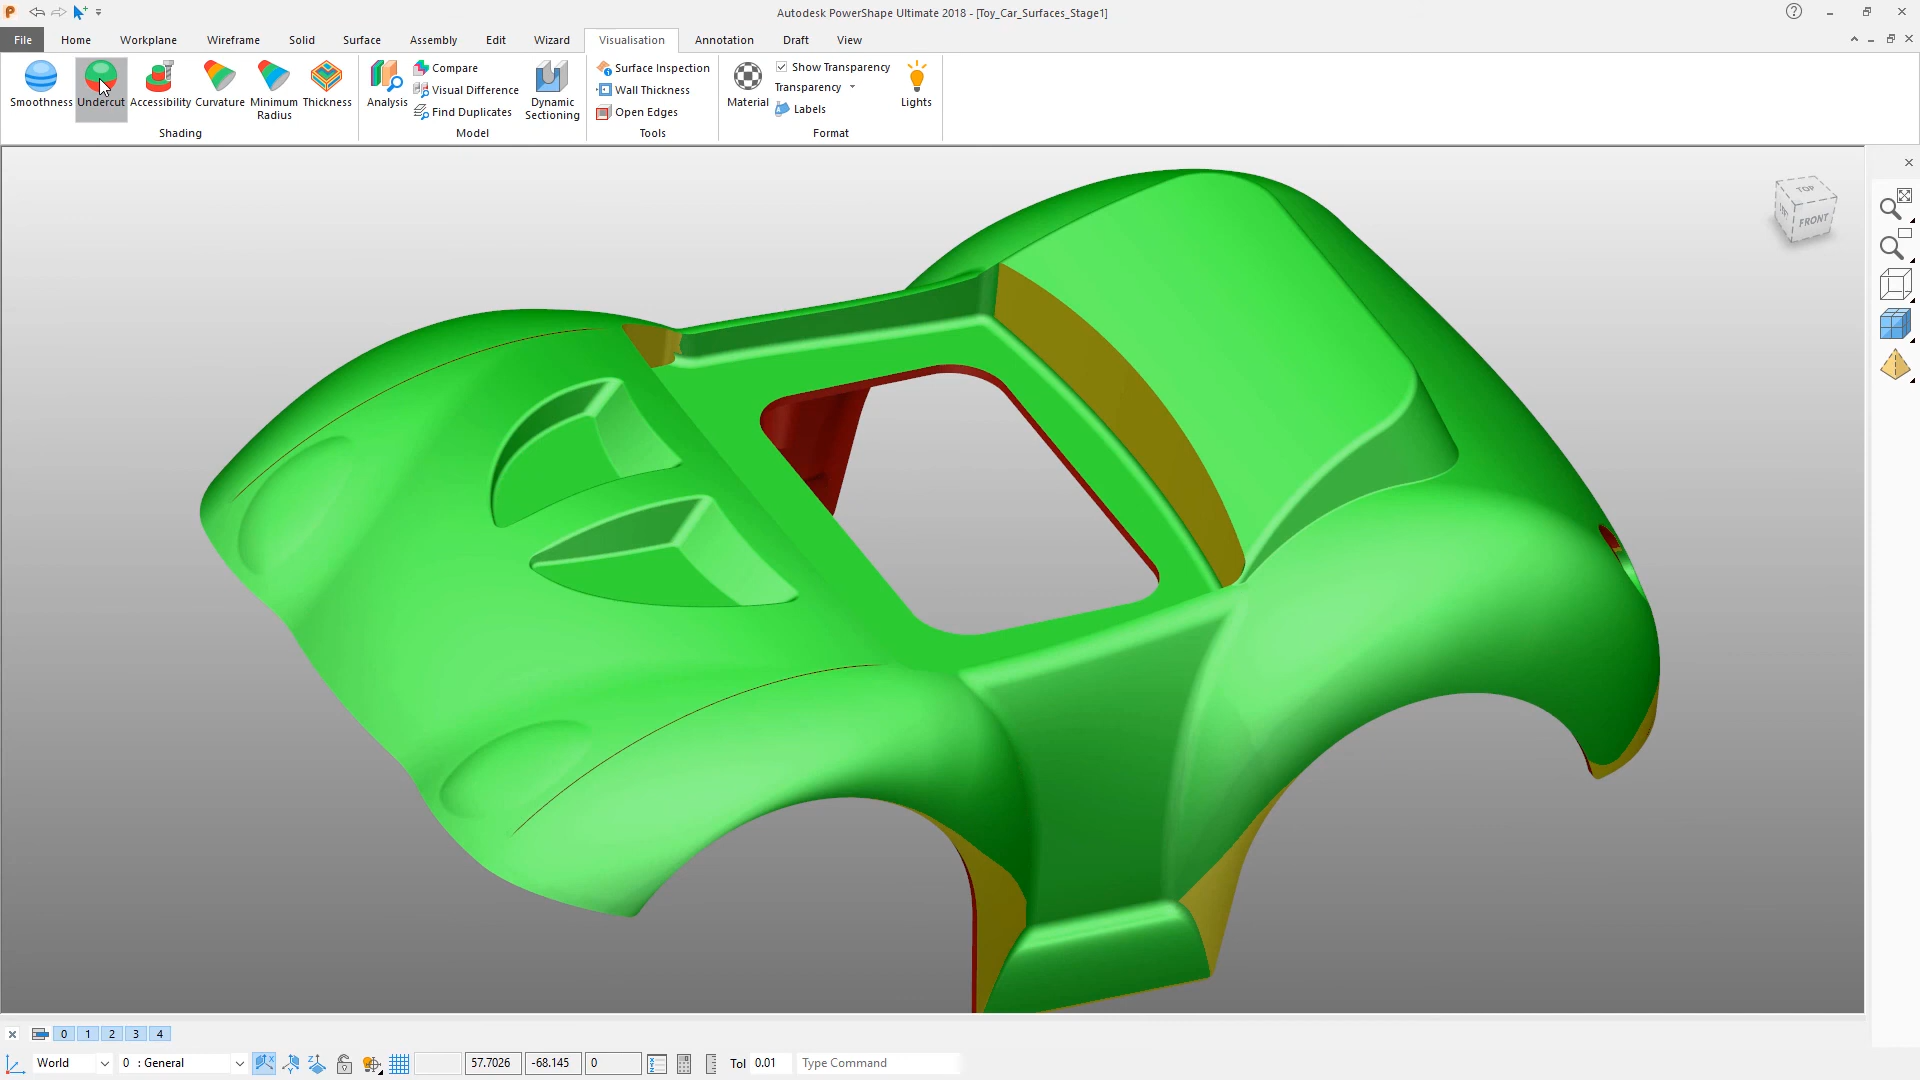 Autodesk PowerShape Ultimate 2018 - [Toy_Car_Surfaces_Stage1]
File Home Workplane Wireframe Solid Surface Assembly Edit Wizard Visualisation Annotation Draft View
Smoothness
Undercut
Accessibility
Curvature
Minimum
Radius
Thickness
Shading
Analysis
Compare
Visual Difference
Find Duplicates
Dynamic
Sectioning
Model
Surface Inspection
Wall Thickness
Open Edges
Tools
Material
Show Transparency
Transparency
Labels
Lights
Format
TOP
FRONT
0 1 2 3 4
World 0 : General 57.7026 -68.145 0 Tol 0.01 Type Command